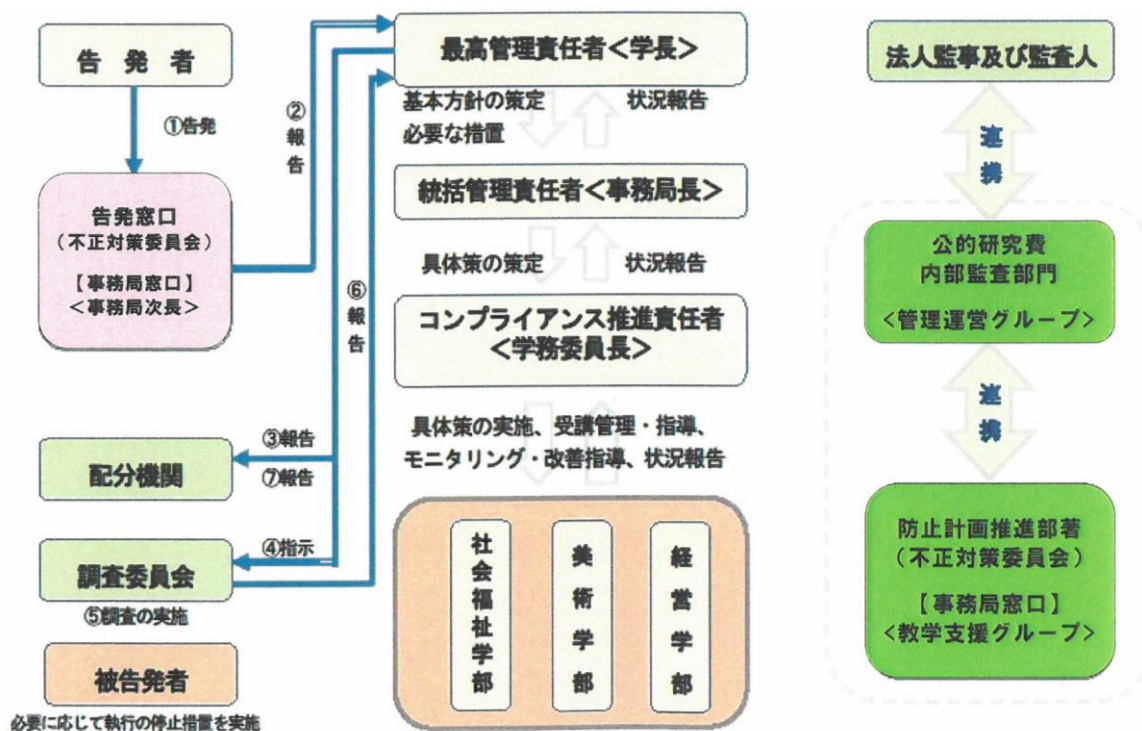 告 発 者
①告発
②報告
告発窓口
(不正対策委員会)
【事務局窓口】
<事務局次長>
⑥報告
③報告
配分機関
⑦報告
④指示
調査委員会
⑤調査の実施
被告発者
必要に応じて執行の停止措置を実施
最高管理責任者<学長>
基本方針の策定 状況報告
必要な措置
統括管理責任者<事務局長>
具体策の策定 状況報告
コンプライアンス推進責任者
<学務委員長>
具体策の実施、受講管理・指導、
モニタリング・改善指導、状況報告
社会福祉学部
美術学部
経営学部
法人監事及び監査人
連携
公的研究費
内部監査部門
<管理運営グループ>
連携
防止計画推進部署
(不正対策委員会)
【事務局窓口】
<教学支援グループ>